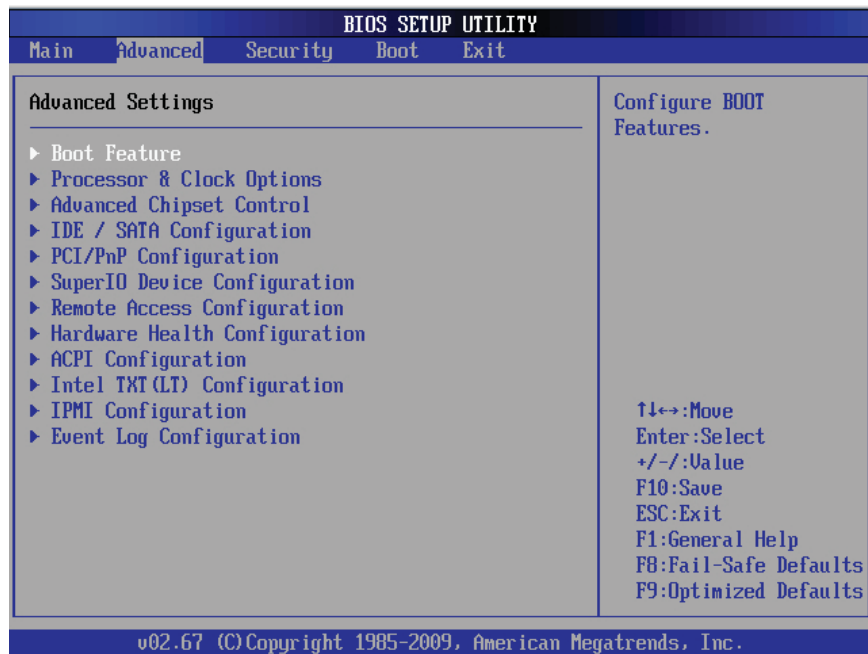 BIOS SETUP UTILITY
Main Advanced Security Boot Exit
Advanced Settings
▶ Boot Feature
▶ Processor & Clock Options
▶ Advanced Chipset Control
▶ IDE / SATA Configuration
▶ PCI/PnP Configuration
▶ SuperIO Device Configuration
▶ Remote Access Configuration
▶ Hardware Health Configuration
▶ ACPI Configuration
▶ Intel TXT(LT) Configuration
▶ IPMI Configuration
▶ Event Log Configuration
Configure BOOT
Features.
↑↓←→:Move
Enter:Select
+/-/:Value
F10:Save
ESC:Exit
F1:General Help
F8:Fail-Safe Defaults
F9:Optimized Defaults
v02.67 (C)Copyright 1985-2009, American Megatrends, Inc.